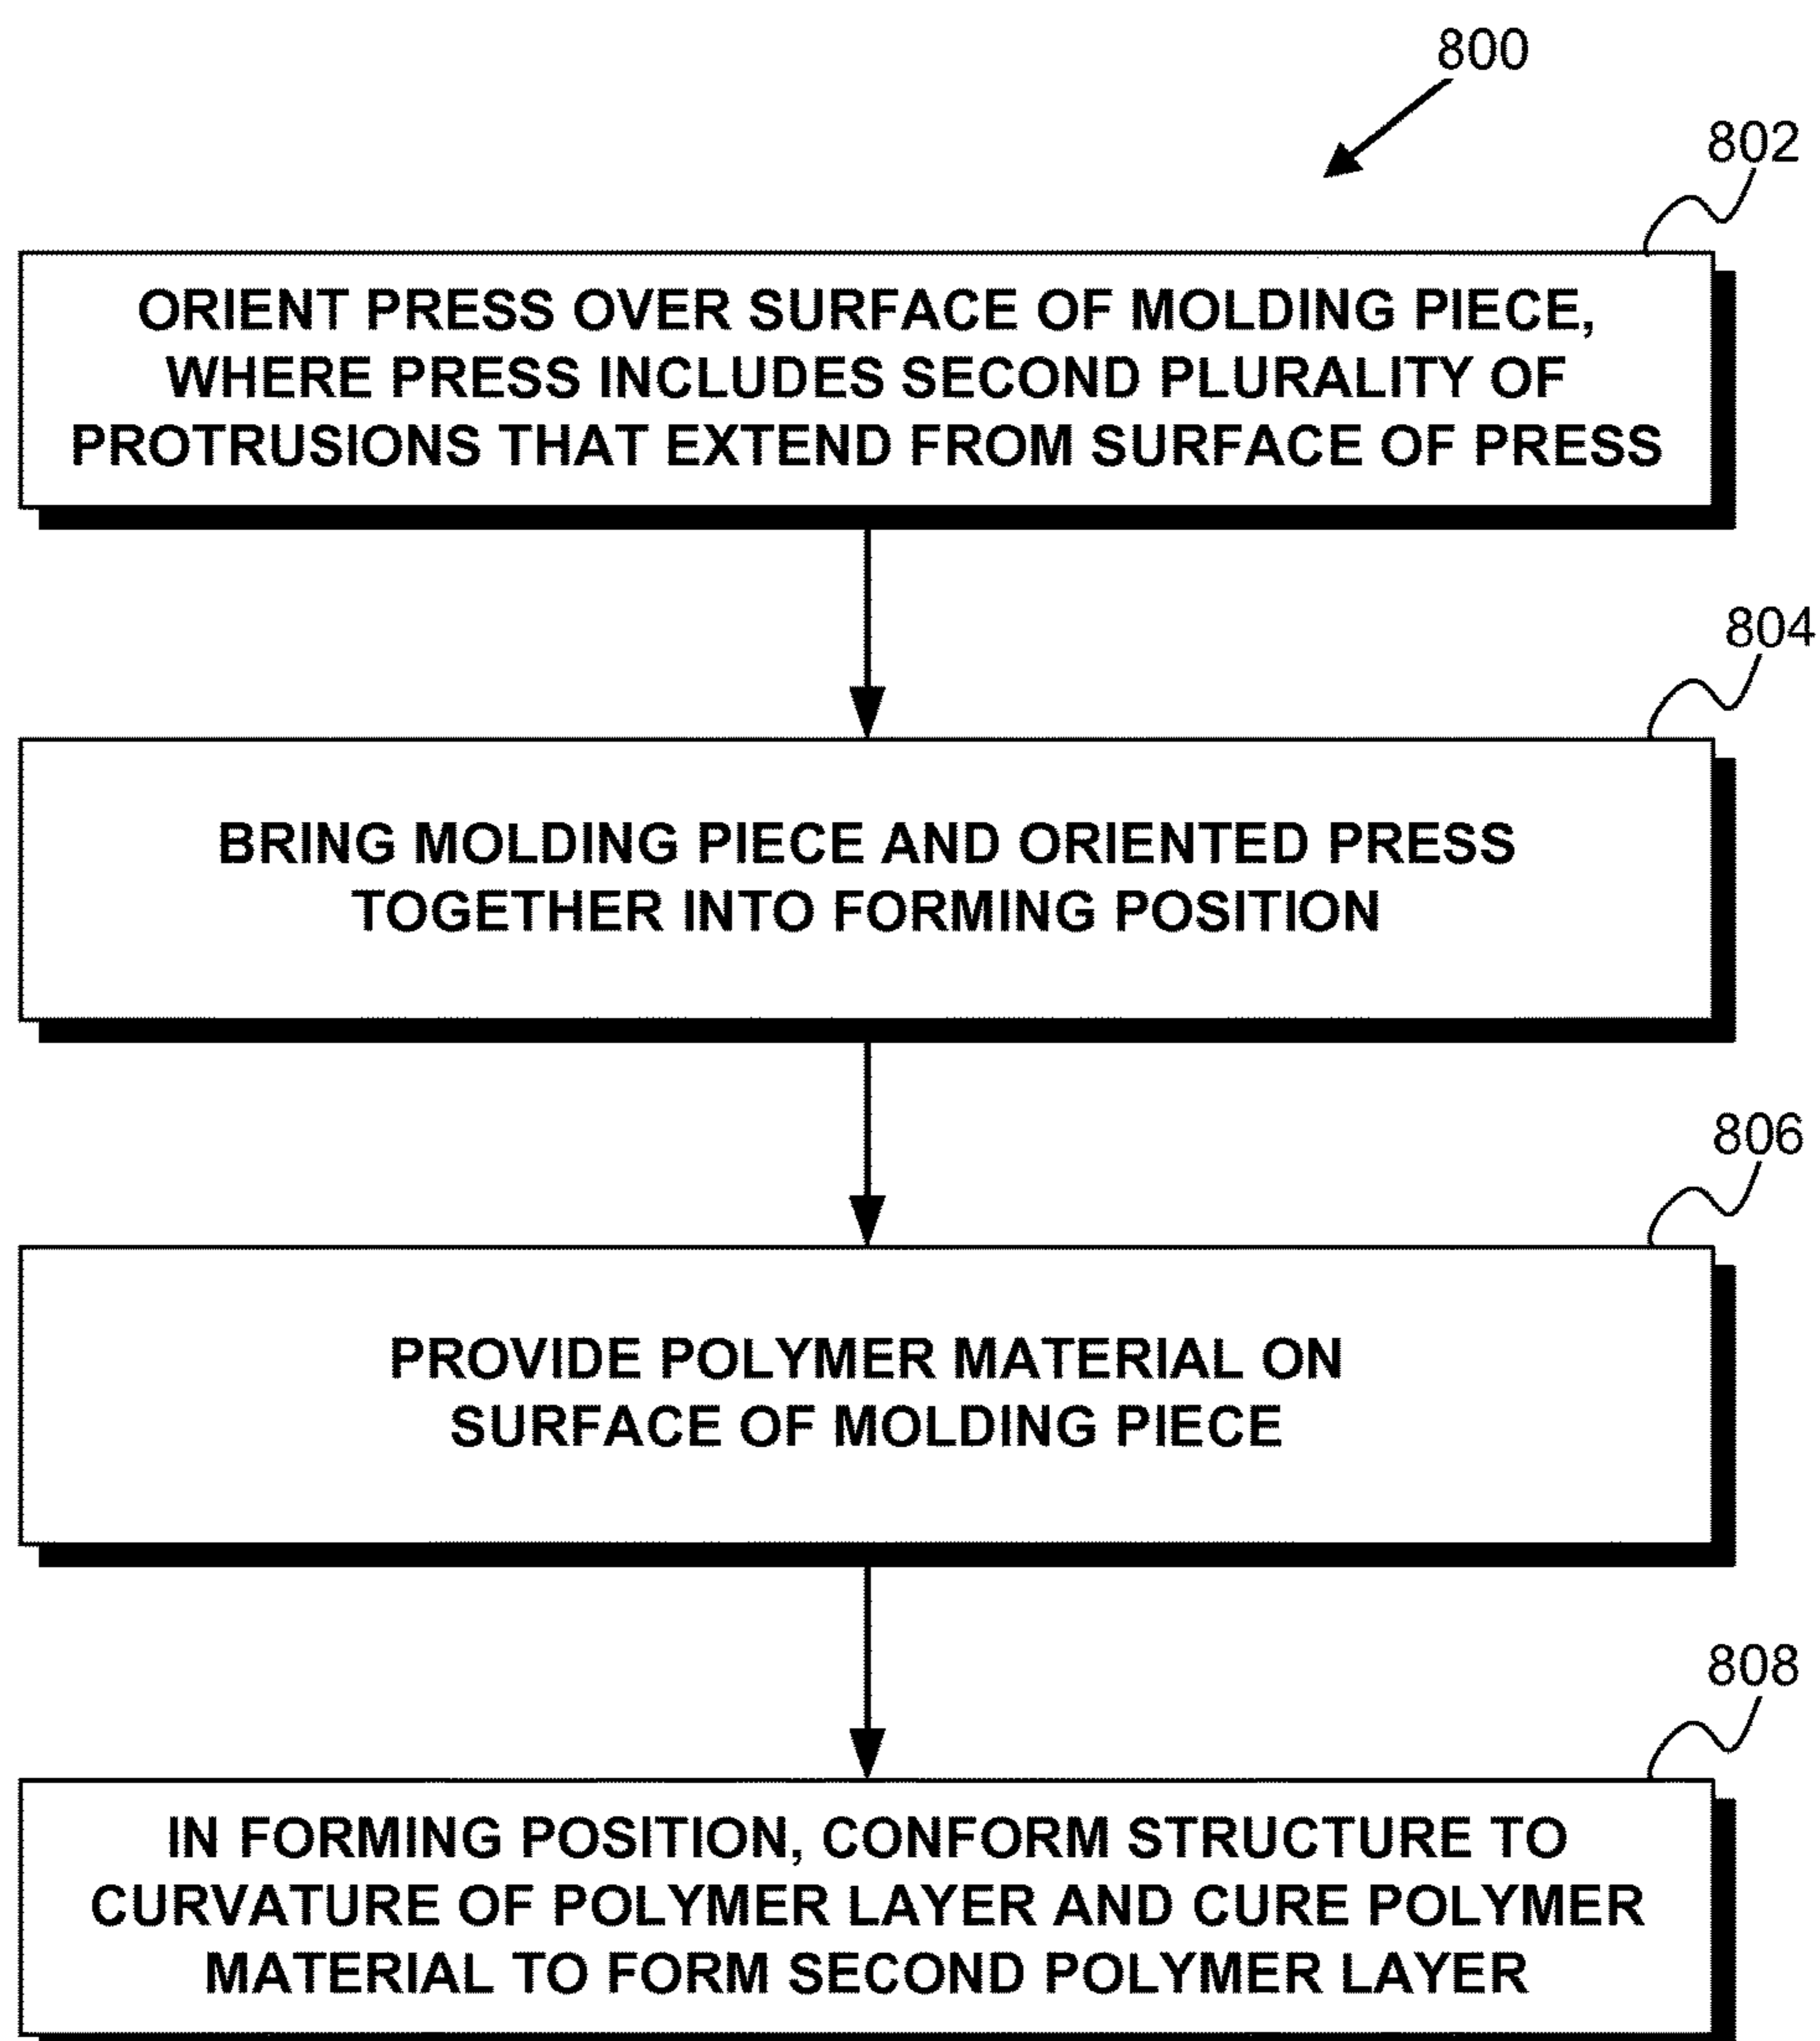 800
802
ORIENT PRESS OVER SURFACE OF MOLDING PIECE,
WHERE PRESS INCLUDES SECOND PLURALITY OF
PROTRUSIONS THAT EXTEND FROM SURFACE OF PRESS
804
BRING MOLDING PIECE AND ORIENTED PRESS
TOGETHER INTO FORMING POSITION
806
PROVIDE POLYMER MATERIAL ON
SURFACE OF MOLDING PIECE
808
IN FORMING POSITION, CONFORM STRUCTURE TO
CURVATURE OF POLYMER LAYER AND CURE POLYMER
MATERIAL TO FORM SECOND POLYMER LAYER